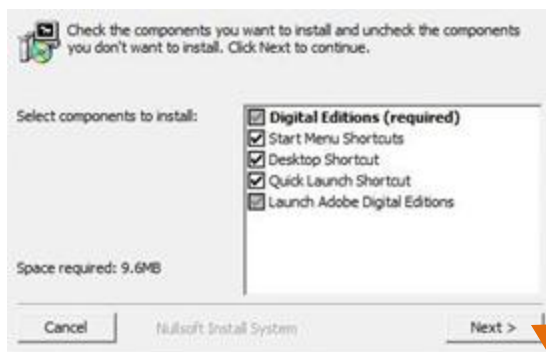 Check the components you want to install and uncheck the components
you don't want to install. Click Next to continue.
Select components to install:
Digital Editions (required)
Start Menu Shortcuts
Desktop Shortcut
Quick Launch Shortcut
Launch Adobe Digital Editions
Space required: 9.6MB
Cancel
Nullsoft Install System
Next >